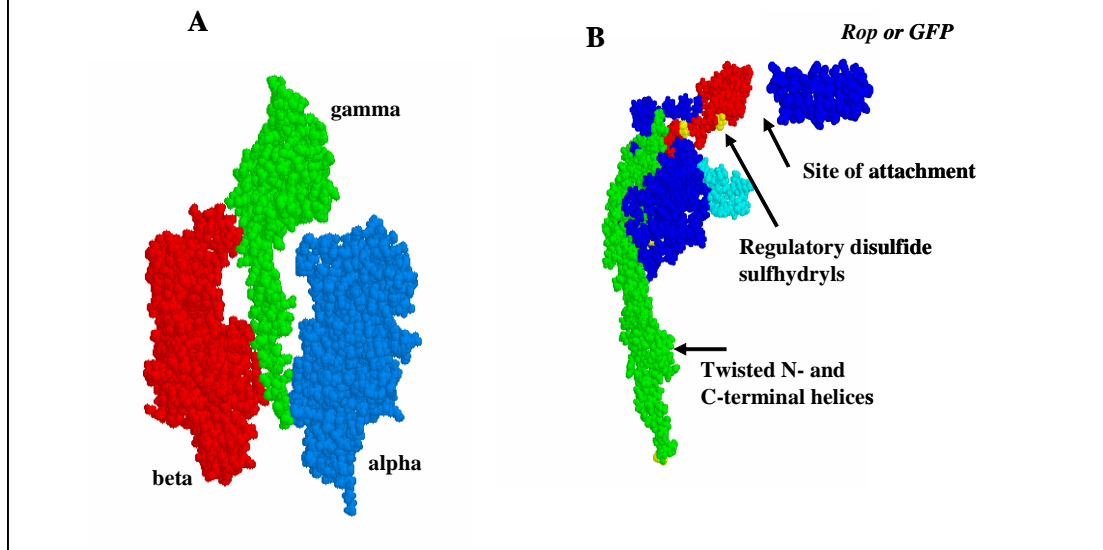 A
gamma
beta
alpha
B
Rop or GFP
Site of attachment
Regulatory disulfide
sulfhydryls
Twisted N- and
C-terminal helices